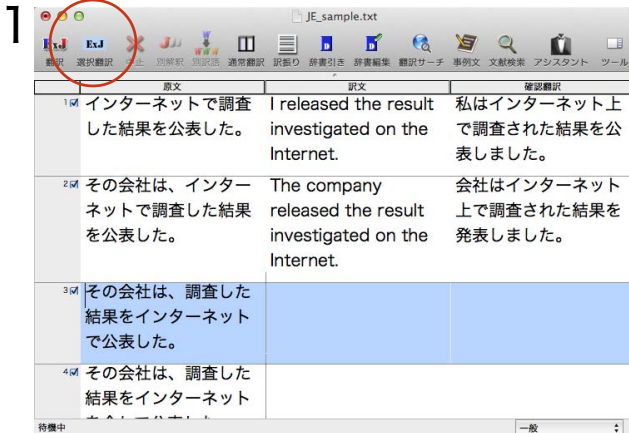 1
JE_sample.txt
ExJ ExJ
翻訳 選択翻訳 中止 別解釈 別訳語 通常翻訳 訳振り 辞書引き 辞書編集 翻訳サーチ 事例文 文献検索 アシスタント ツール
原文 訳文 確認翻訳
1 インターネットで調査 I released the result 私はインターネット上
した結果を公表した。 investigated on the で調査された結果を公
Internet. 表しました。
2 その会社は、インター The company 会社はインターネット
ネットで調査した結果 released the result 上で調査された結果を
を公表した。 investigated on the 発表しました。
Internet.
3 その会社は、調査した
結果をインターネット
で公表した。
4 その会社は、調査した
結果をインターネット
待機中 一般